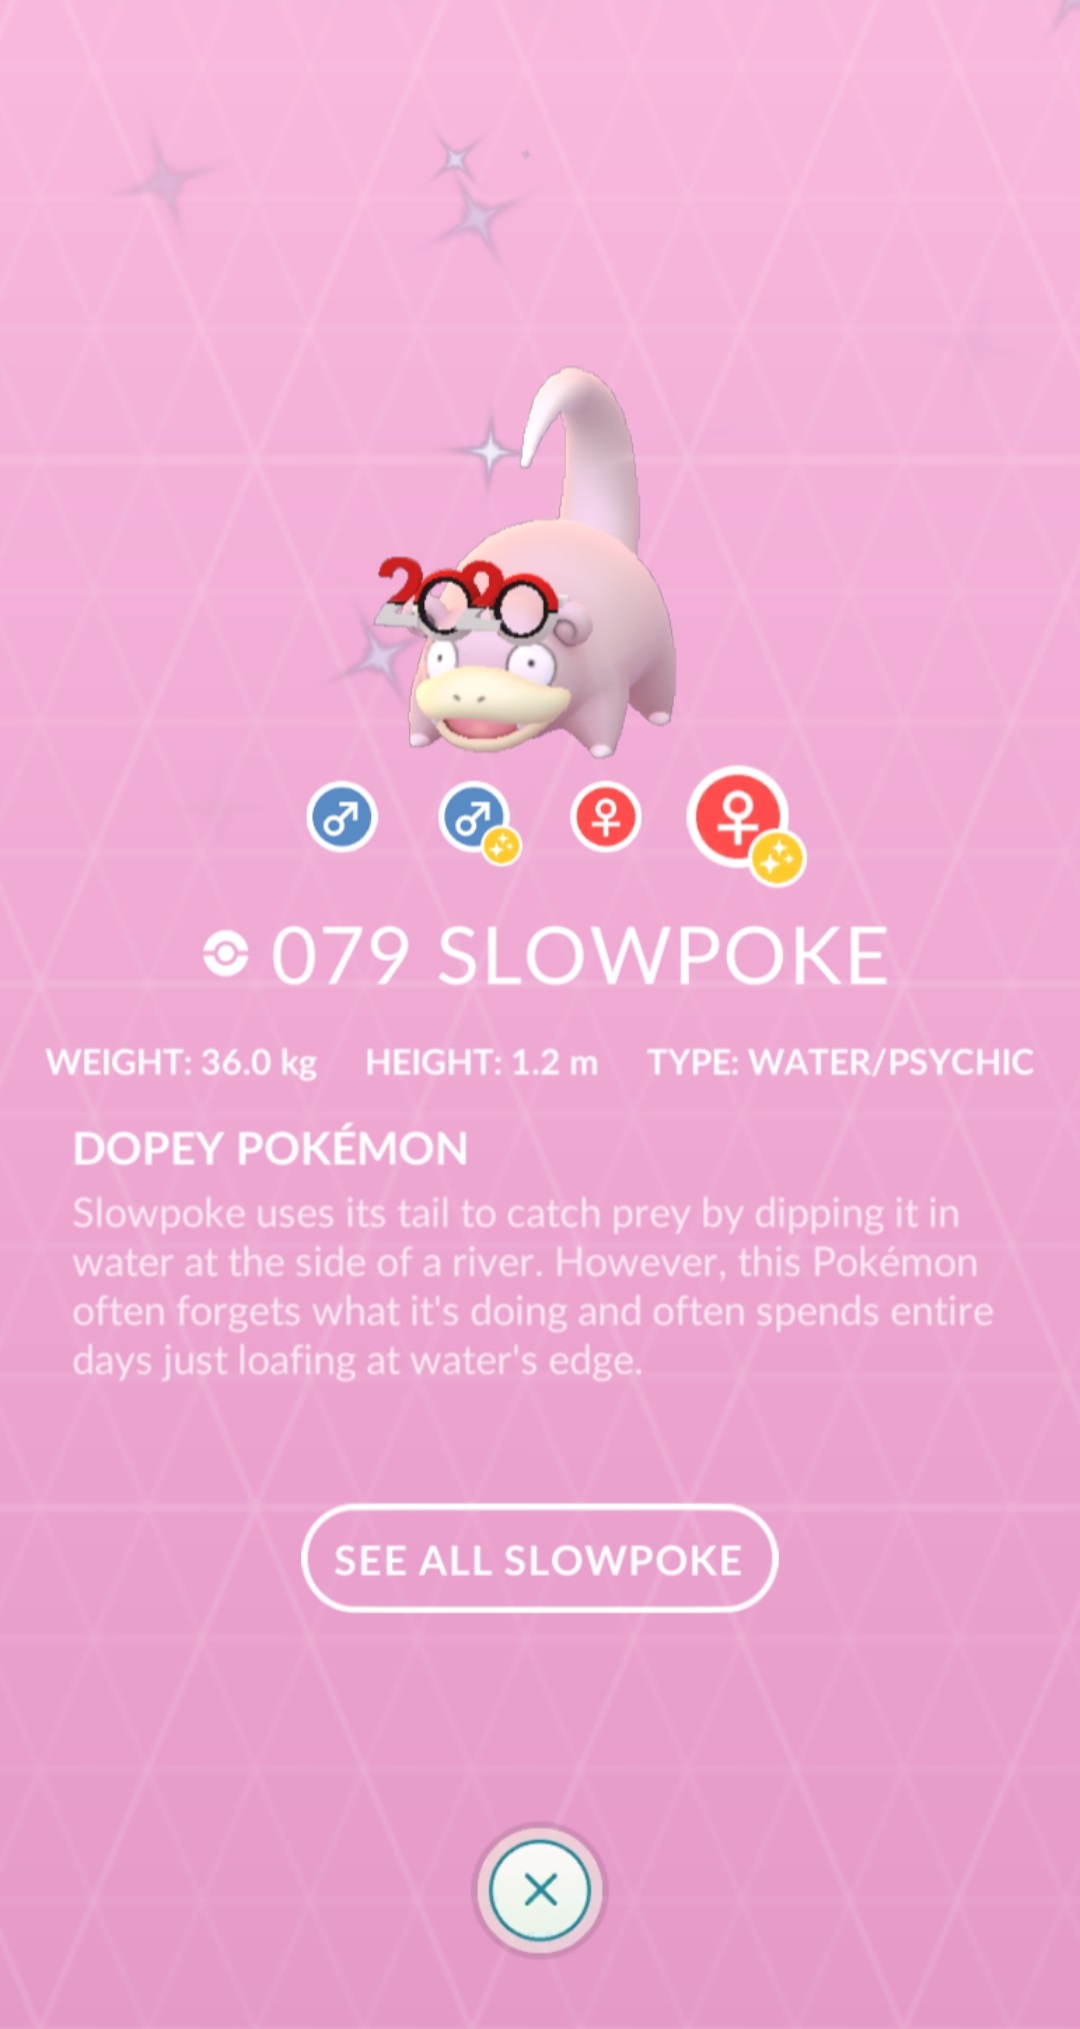 2020
079 SLOWPOKE
WEIGHT: 36.0 kg HEIGHT: 1.2 m TYPE: WATER/PSYCHIC
DOPEY POKÉMON
Slowpoke uses its tail to catch prey by dipping it in
water at the side of a river. However, this Pokémon
often forgets what it's doing and often spends entire
days just loafing at water's edge.
SEE ALL SLOWPOKE